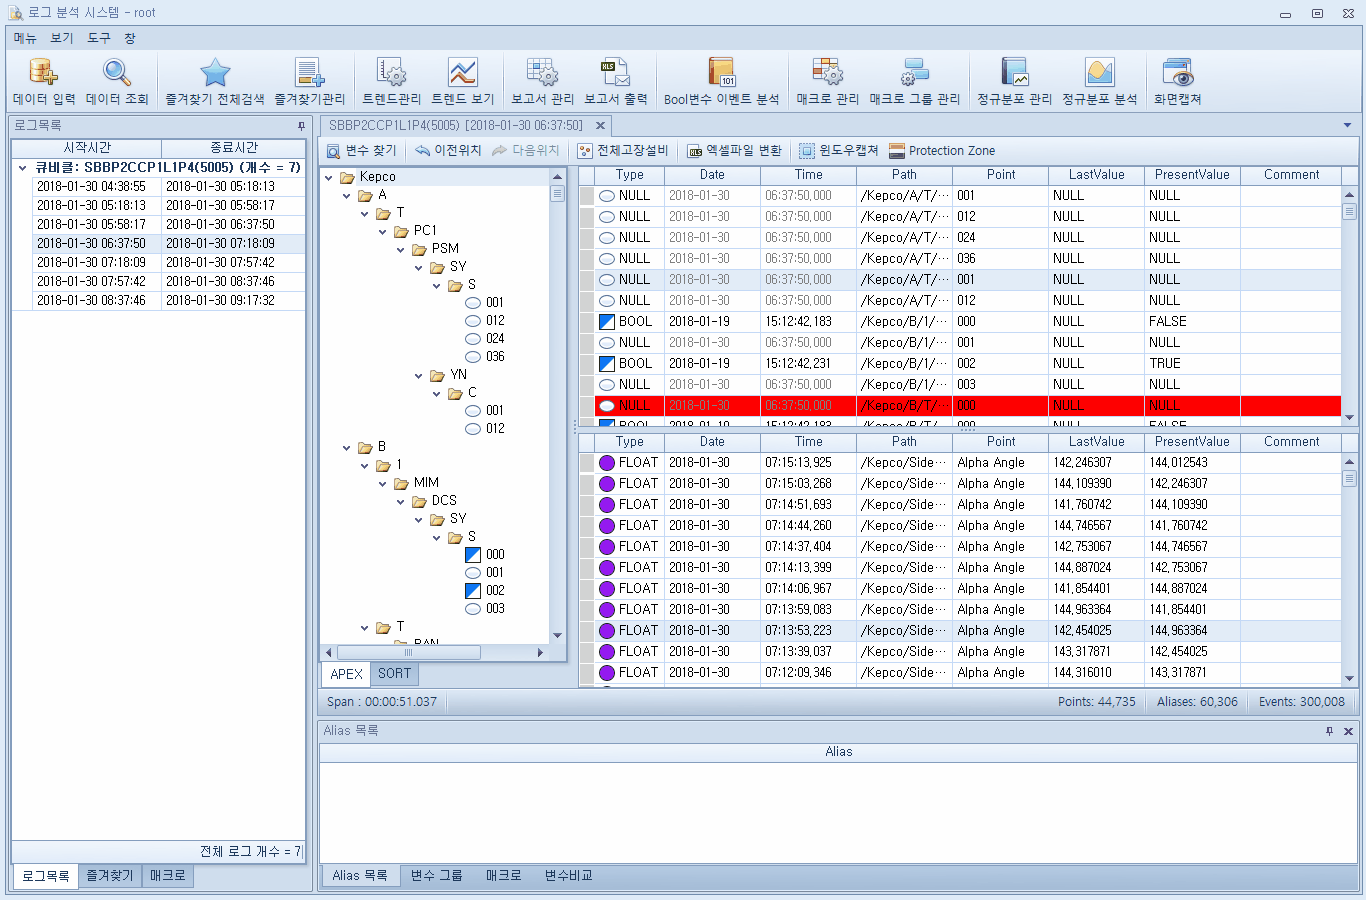 로그 분석 시스템 - root
메뉴 보기 도구 창
데이터 입력 데이터 조회 즐겨찾기 전체검색 즐겨찾기관리 트렌드관리 트렌드 보기 보고서 관리 보고서 출력 Bool변수 이벤트 분석 매크로 관리 매크로 그룹 관리 정규분포 관리 정규분포 분석 화면캡쳐
로그목록
시작시간 종료시간
큐비클: SBBP2CCP1L1P4(5005) (개수 = 7)
2018-01-30 04:38:55 2018-01-30 05:18:13
2018-01-30 05:18:13 2018-01-30 05:58:17
2018-01-30 05:58:17 2018-01-30 06:37:50
2018-01-30 06:37:50 2018-01-30 07:18:09
2018-01-30 07:18:09 2018-01-30 07:57:42
2018-01-30 07:57:42 2018-01-30 08:37:46
2018-01-30 08:37:46 2018-01-30 09:17:32
전체 로그 개수 = 7
로그목록 즐겨찾기 매크로
SBBP2CCP1L1P4(5005) [2018-01-30 06:37:50]
변수 찾기 이전위치 다음위치 전체고장설비 엑셀파일 변환 윈도우캡쳐 Protection Zone
Kepco
A
T
PC1
PSM
SY
S
001
012
024
036
YN
C
001
012
B
1
MIM
DCS
SY
S
000
001
002
003
T
BAN
APEX SORT
Type Date Time Path Point LastValue PresentValue Comment
NULL 2018-01-30 06:37:50,000 /Kepco/A/T/··· 001 NULL NULL
NULL 2018-01-30 06:37:50,000 /Kepco/A/T/··· 012 NULL NULL
NULL 2018-01-30 06:37:50,000 /Kepco/A/T/··· 024 NULL NULL
NULL 2018-01-30 06:37:50,000 /Kepco/A/T/··· 036 NULL NULL
NULL 2018-01-30 06:37:50,000 /Kepco/A/T/··· 001 NULL NULL
NULL 2018-01-30 06:37:50,000 /Kepco/A/T/··· 012 NULL NULL
BOOL 2018-01-19 15:12:42,183 /Kepco/B/1/··· 000 NULL FALSE
NULL 2018-01-30 06:37:50,000 /Kepco/B/1/··· 001 NULL NULL
BOOL 2018-01-19 15:12:42,231 /Kepco/B/1/··· 002 NULL TRUE
NULL 2018-01-30 06:37:50,000 /Kepco/B/1/··· 003 NULL NULL
NULL 2018-01-30 06:37:50,000 /Kepco/B/T/··· 000 NULL NULL
BOOL 2018-01-19 15:12:42,183 /Kepco/B/T/··· 000 NULL FALSE
Type Date Time Path Point LastValue PresentValue Comment
FLOAT 2018-01-30 07:15:13,925 /Kepco/Side··· Alpha Angle 142,246307 144,012543
FLOAT 2018-01-30 07:15:03,268 /Kepco/Side··· Alpha Angle 144,109390 142,246307
FLOAT 2018-01-30 07:14:51,693 /Kepco/Side··· Alpha Angle 141,760742 144,109390
FLOAT 2018-01-30 07:14:44,260 /Kepco/Side··· Alpha Angle 144,746567 141,760742
FLOAT 2018-01-30 07:14:37,404 /Kepco/Side··· Alpha Angle 142,753067 144,746567
FLOAT 2018-01-30 07:14:13,399 /Kepco/Side··· Alpha Angle 144,887024 142,753067
FLOAT 2018-01-30 07:14:06,967 /Kepco/Side··· Alpha Angle 141,854401 144,887024
FLOAT 2018-01-30 07:13:59,083 /Kepco/Side··· Alpha Angle 144,963364 141,854401
FLOAT 2018-01-30 07:13:53,223 /Kepco/Side··· Alpha Angle 142,454025 144,963364
FLOAT 2018-01-30 07:13:39,037 /Kepco/Side··· Alpha Angle 143,317871 142,454025
FLOAT 2018-01-30 07:12:09,346 /Kepco/Side··· Alpha Angle 144,316010 143,317871
Span : 00:00:51.037 Points: 44,735 Aliases: 60,306 Events: 300,008
Alias 목록
Alias
Alias 목록 변수 그룹 매크로 변수비교